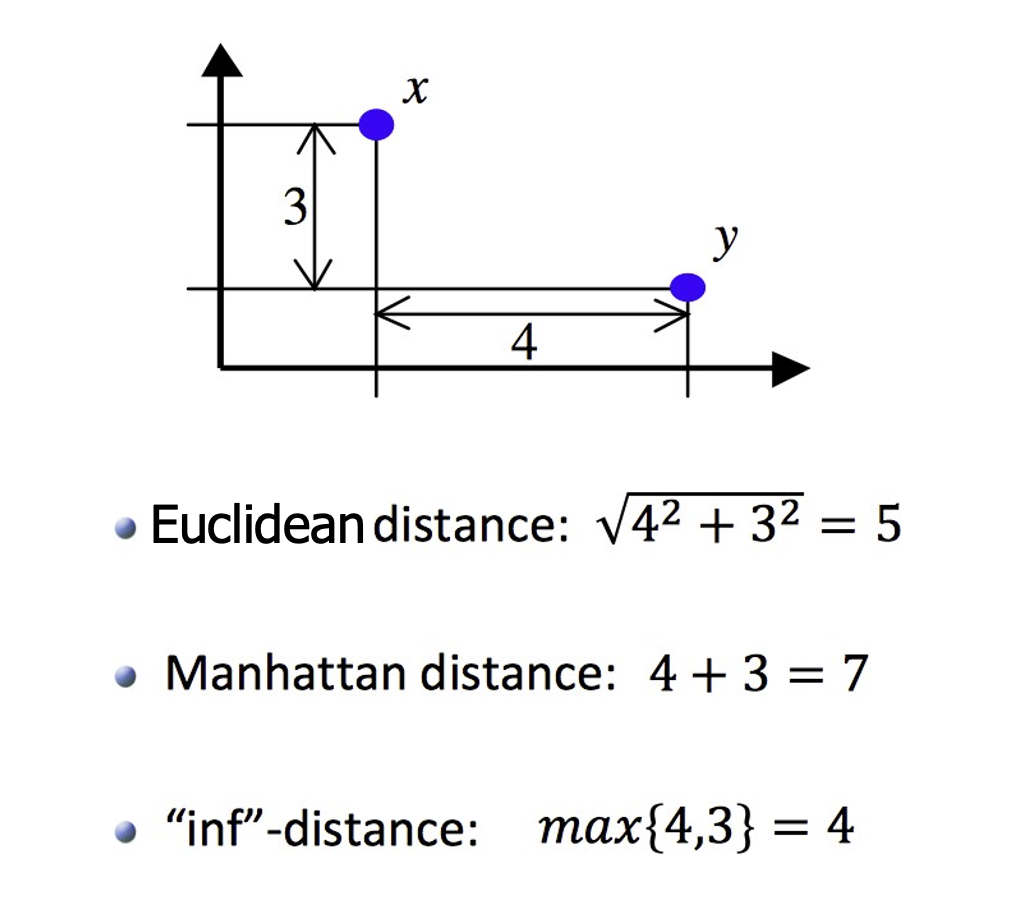 x
3
y
4
Euclidean distance: √4² + 3² = 5
Manhattan distance: 4 + 3 = 7
“inf”-distance: max{4,3} = 4